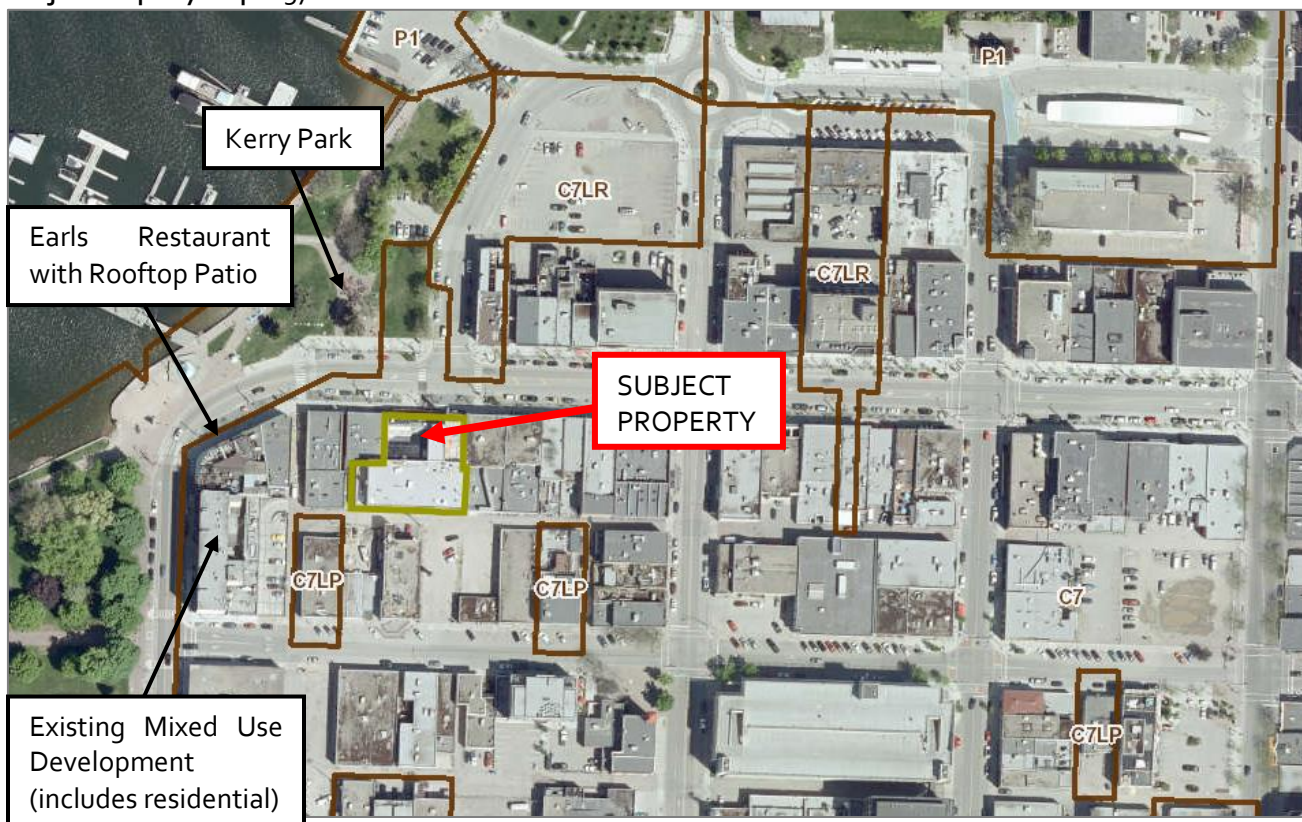 P1
P1
Kerry Park
C7LR
Earls Restaurant
with Rooftop Patio
C7LR
SUBJECT
PROPERTY
C7LP
C7LP
C7
Existing Mixed Use
Development
(includes residential)
C7LP